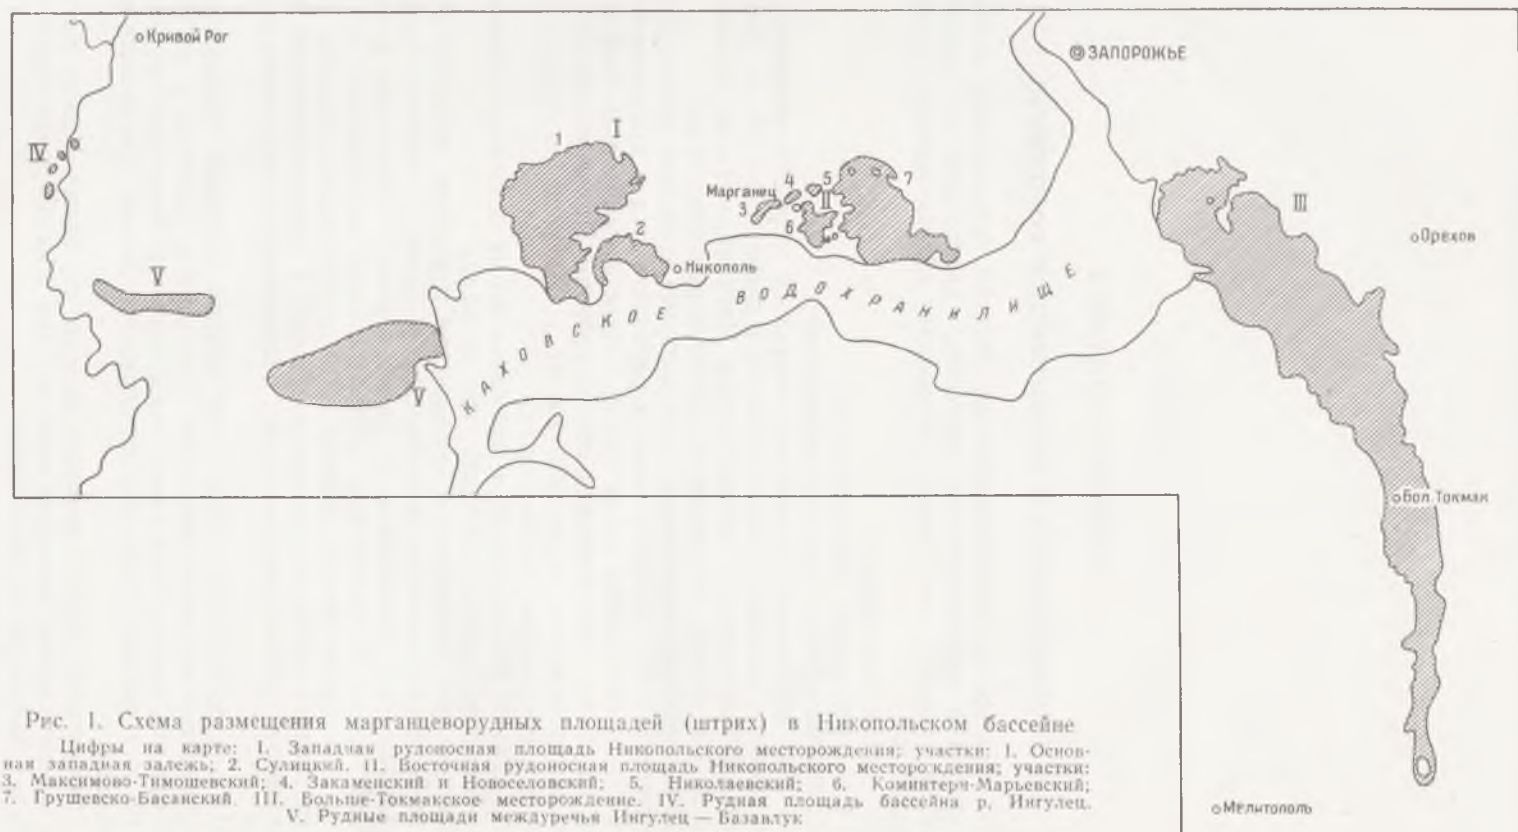 Кривой Рог
ЗАПОРОЖЬЕ
IV
1
I
Марганец
4
5
7
3
II
6
III
2
Орехов
V
Никополь
КАХОВСКОЕ ВОДОХРАНИЛИЩЕ
V
Бол. Токмак
Рис. 1. Схема размещения марганцеворудных площадей (штрих) в Никопольском бассейне
Цифры на карте: I. Западная рудоносная площадь Никопольского месторождения; участки: 1. Основ-
ная западная залежь; 2. Сулицкий. II. Восточная рудоносная площадь Никопольского месторождения; участки:
3. Максимово-Тимошевский; 4. Закаменский и Новоселовский; 5. Николаевский; 6. Коминтерн-Марьевский;
7. Грушевско-Басанский. III. Больше-Токмакское месторождение. IV. Рудная площадь бассейна р. Ингулец.
V. Рудные площади междуречья Ингулец — Базавлук
Мелитополь